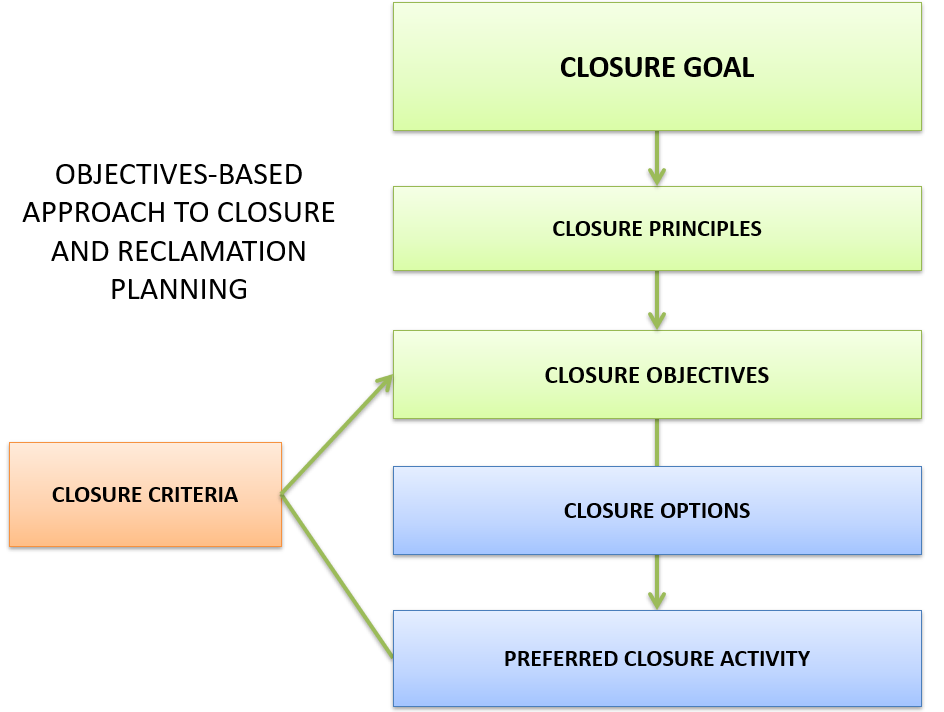 CLOSURE GOAL
OBJECTIVES-BASED
APPROACH TO CLOSURE
AND RECLAMATION
PLANNING
CLOSURE PRINCIPLES
CLOSURE OBJECTIVES
CLOSURE CRITERIA
CLOSURE OPTIONS
PREFERRED CLOSURE ACTIVITY